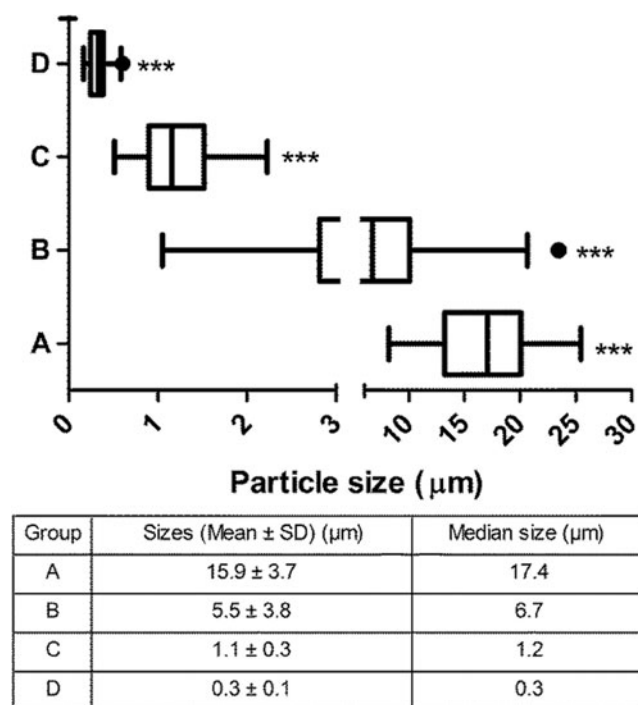 D ***
C ***
B ***
A ***
0 1 2 3 10 15 20 25 30
Particle size (μm)
Group Sizes (Mean ± SD) (μm) Median size (μm)
A 15.9 ± 3.7 17.4
B 5.5 ± 3.8 6.7
C 1.1 ± 0.3 1.2
D 0.3 ± 0.1 0.3